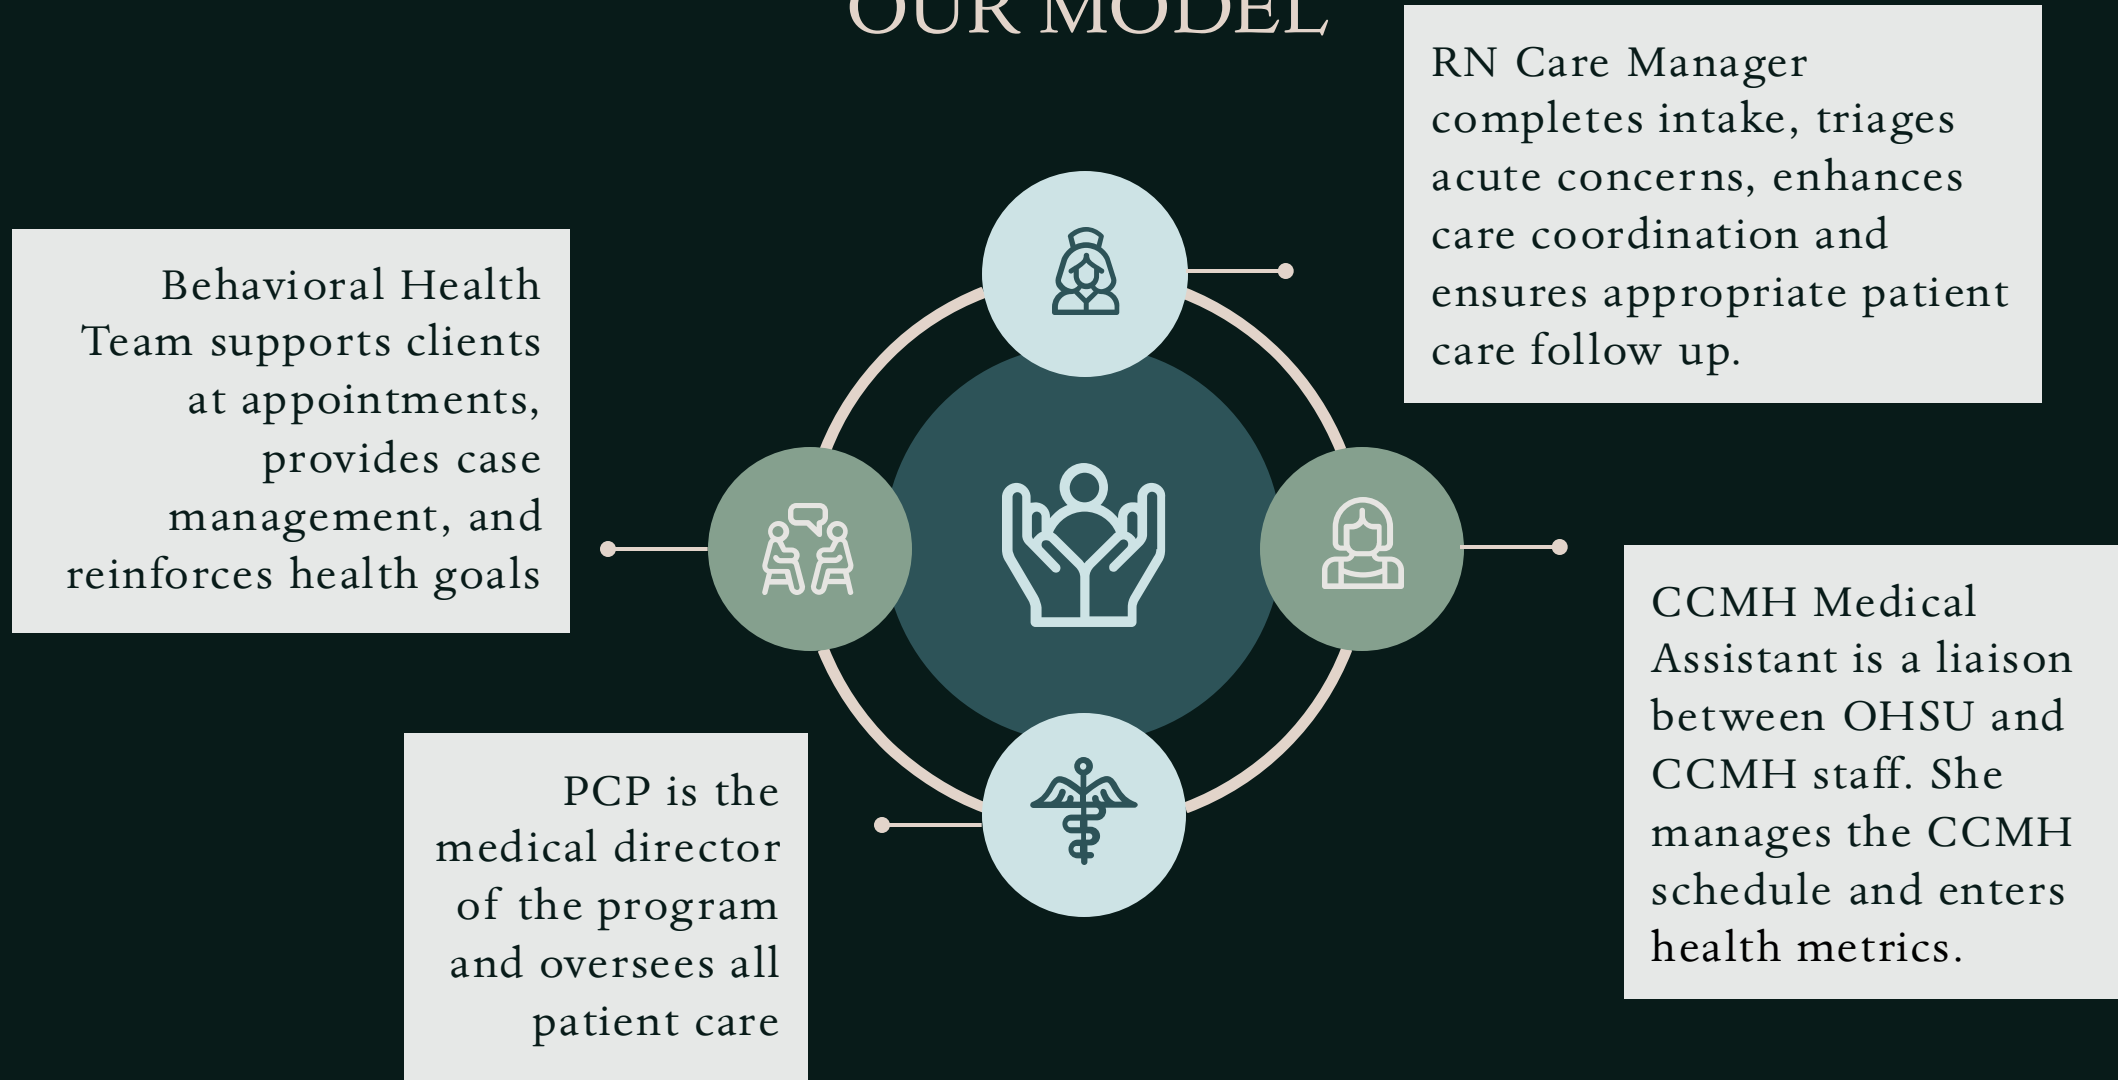 OUR MODEL
RN Care Manager
completes intake, triages
acute concerns, enhances
care coordination and
ensures appropriate patient
care follow up.
Behavioral Health
Team supports clients
at appointments,
provides case
management, and
reinforces health goals
CCMH Medical
Assistant is a liaison
between OHSU and
CCMH staff. She
manages the CCMH
schedule and enters
health metrics.
PCP is the
medical director
of the program
and oversees all
patient care